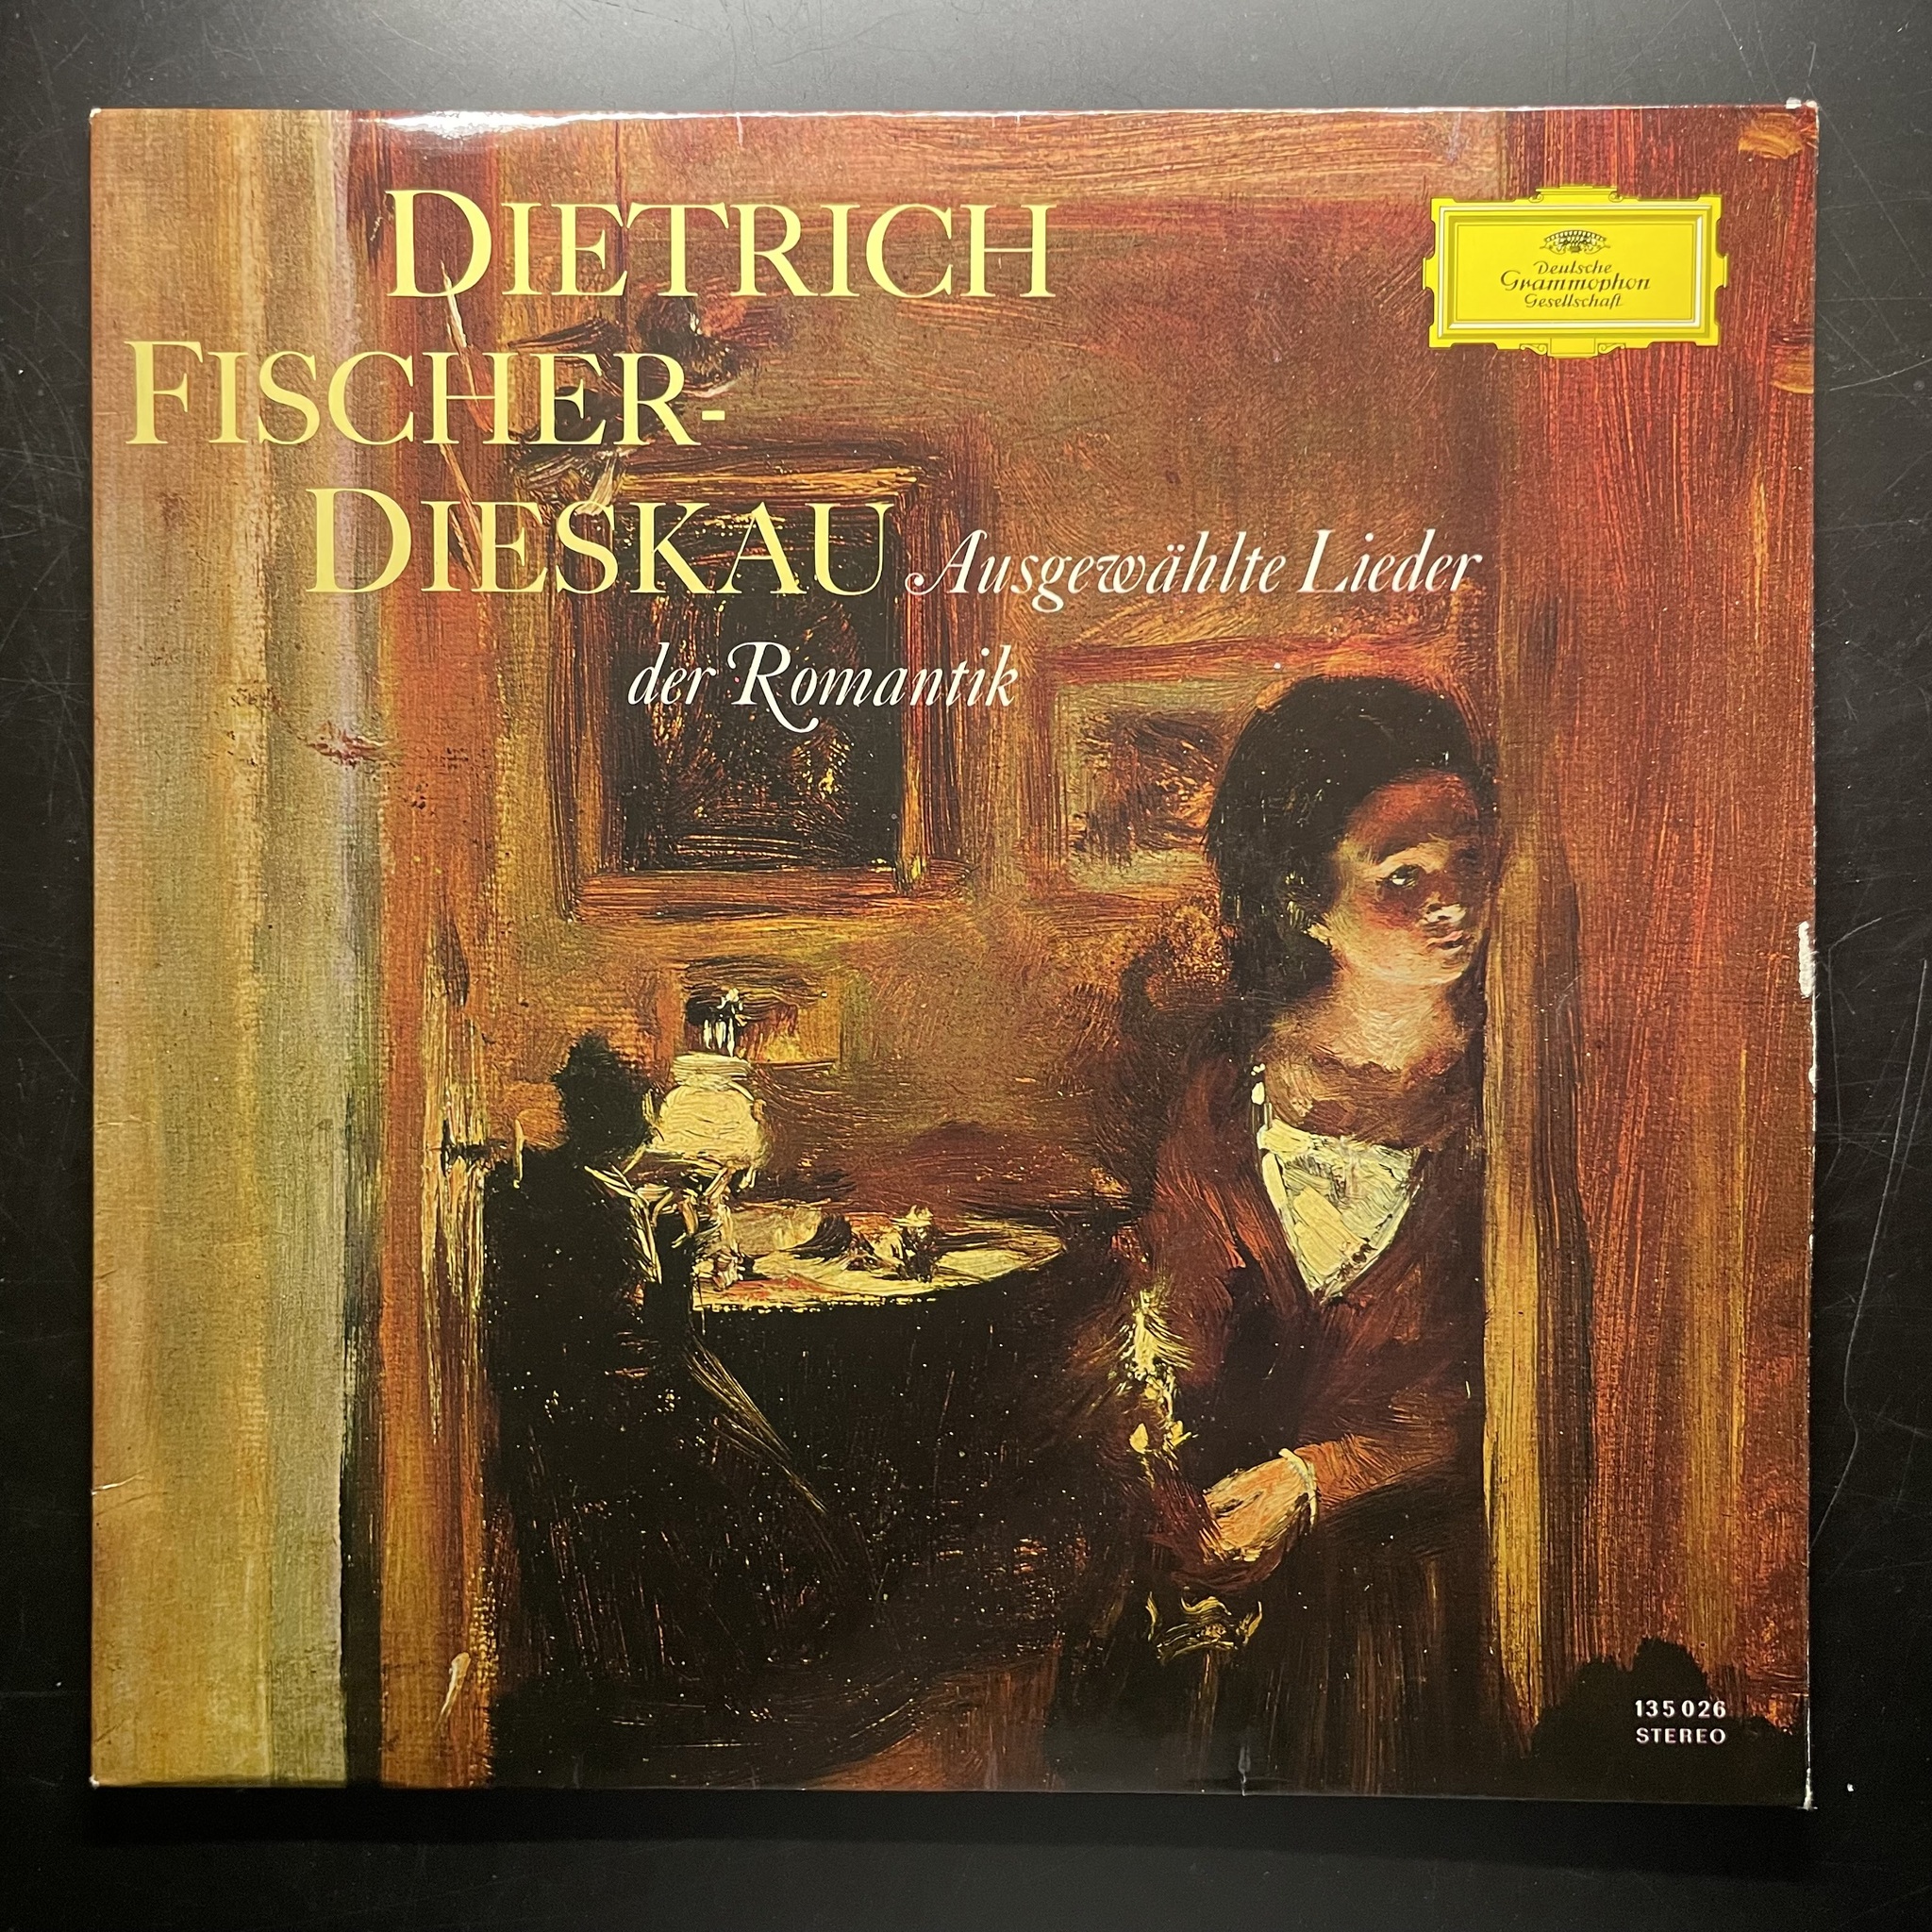 DIETRICH
FISCHER-
DIESKAU Ausgewählte Lieder
der Romantik
Deutsche
Grammophon
Gesellschaft
135 026
STEREO